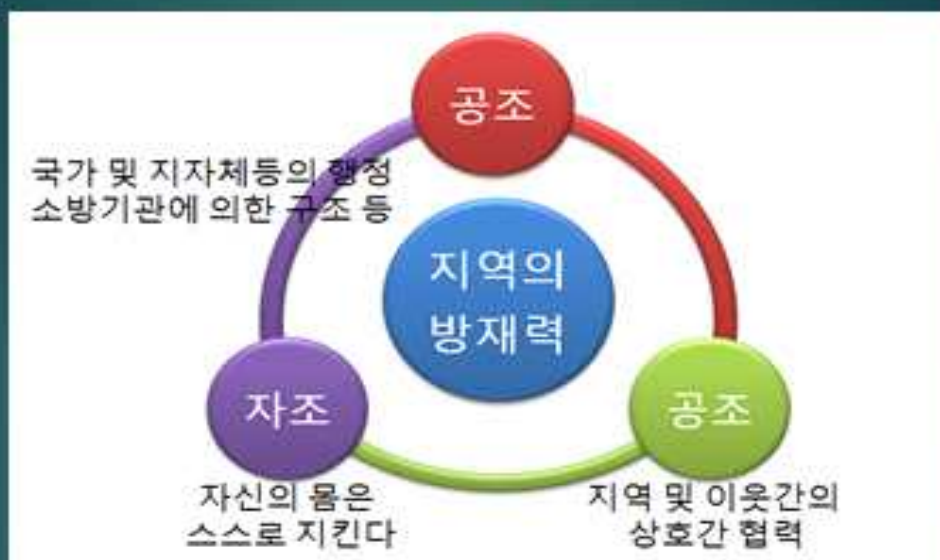 공조
국가 및 지자체등의 행정
소방기관에 의한 구조 등
지역의
방재력
자조
공조
자신의 몸은
스스로 지킨다
지역 및 이웃간의
상호간 협력